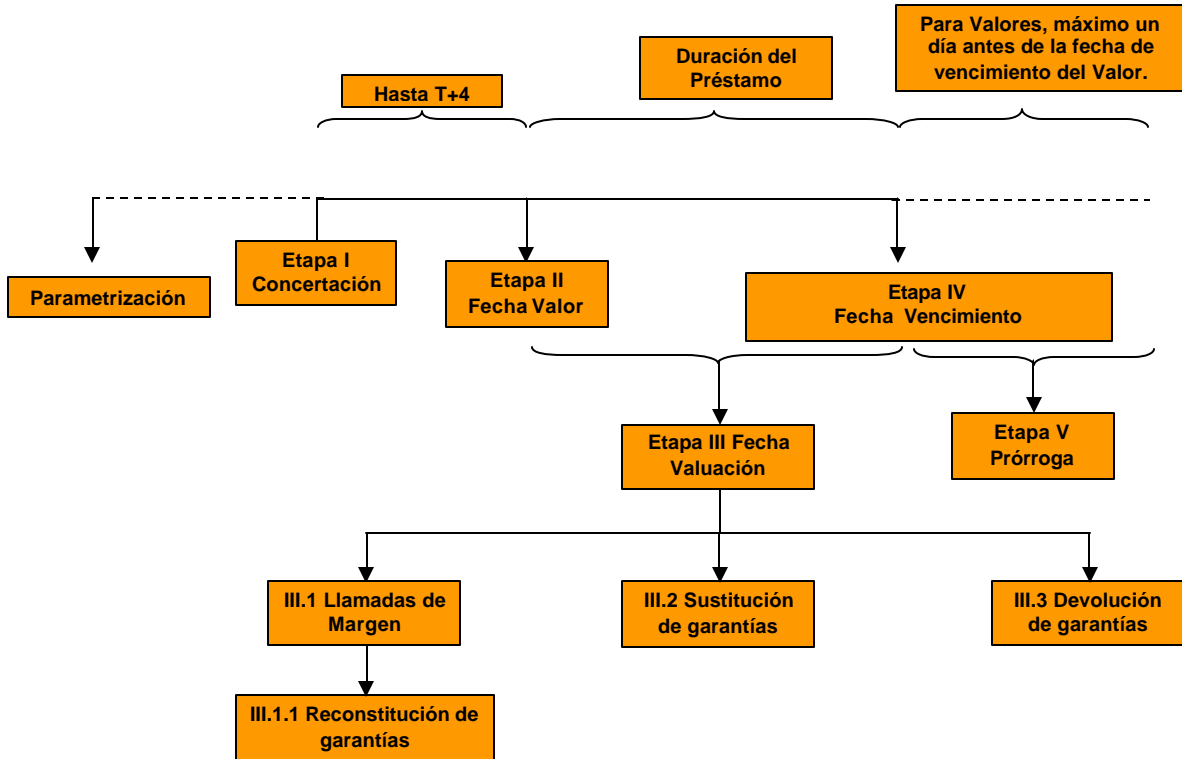 Para Valores, máximo un
día antes de la fecha de
vencimiento del Valor.
Duración del
Préstamo
Hasta T+4
Parametrización
Etapa I
Concertación
Etapa II
Fecha Valor
Etapa IV
Fecha Vencimiento
Etapa III Fecha
Valuación
Etapa V
Prórroga
III.1 Llamadas de
Margen
III.2 Sustitución
de garantías
III.3 Devolución
de garantías
III.1.1 Reconstitución de
garantías